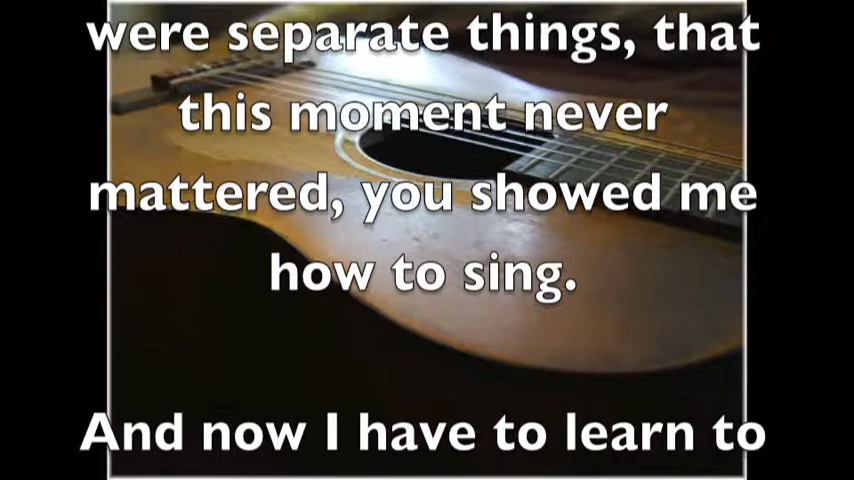 were separate things, that
this moment never
mattered, you showed me
how to sing.
And now I have to learn to